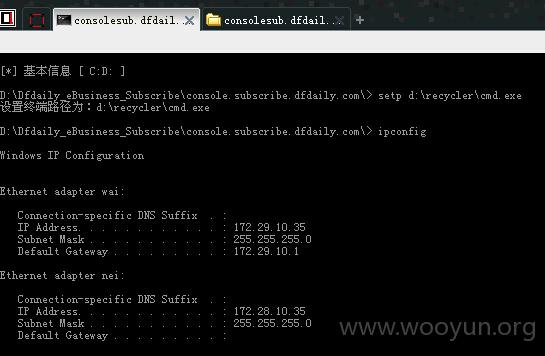 consolesub.dfdail...
consolesub.dfdail...
[*] 基本信息 [ C:D: ]
D:\Dfdaily_eBusiness_Subscribe\console.subscribe.dfdaily.com\> setp d:\recycler\cmd.exe
设置终端路径为：d:\recycler\cmd.exe
D:\Dfdaily_eBusiness_Subscribe\console.subscribe.dfdaily.com\> ipconfig
Windows IP Configuration
Ethernet adapter wai:
Connection-specific DNS Suffix . :
IP Address. . . . . . . . . . . . : 172.29.10.35
Subnet Mask . . . . . . . . . . . : 255.255.255.0
Default Gateway . . . . . . . . . : 172.29.10.1
Ethernet adapter nei:
Connection-specific DNS Suffix . :
IP Address. . . . . . . . . . . . : 172.28.10.35
Subnet Mask . . . . . . . . . . . : 255.255.255.0
Default Gateway . . . . . . . . . :
www.wooyun.org